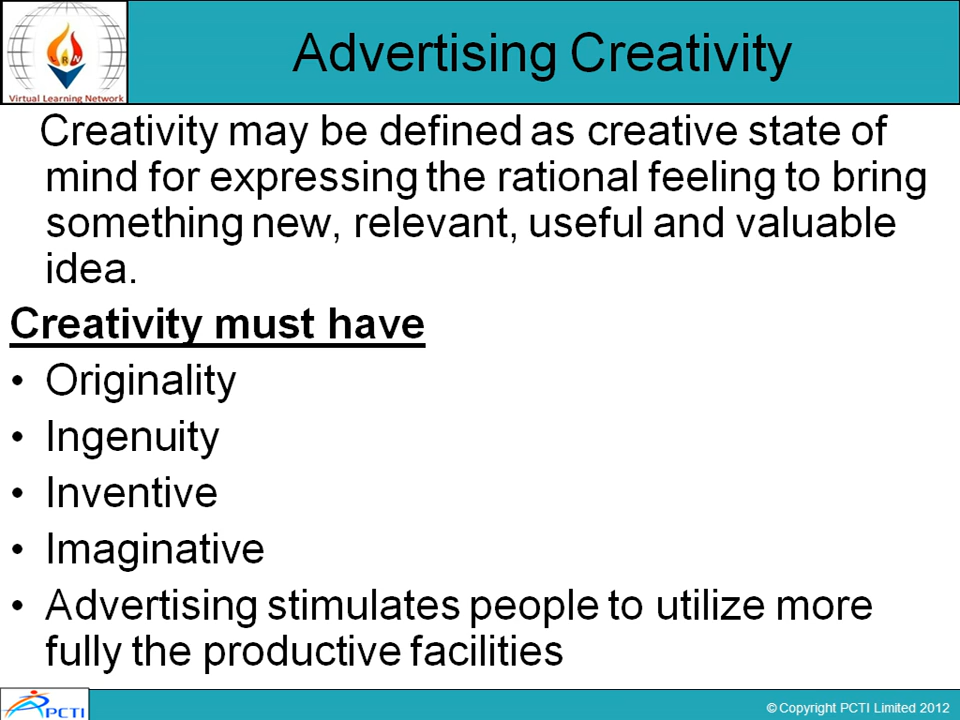 LRN
Virtual Learning Network
Advertising Creativity
Creativity may be defined as creative state of
mind for expressing the rational feeling to bring
something new, relevant, useful and valuable
idea.
Creativity must have
• Originality
• Ingenuity
• Inventive
• Imaginative
• Advertising stimulates people to utilize more
fully the productive facilities
PCTI
© Copyright PCTI Limited 2012